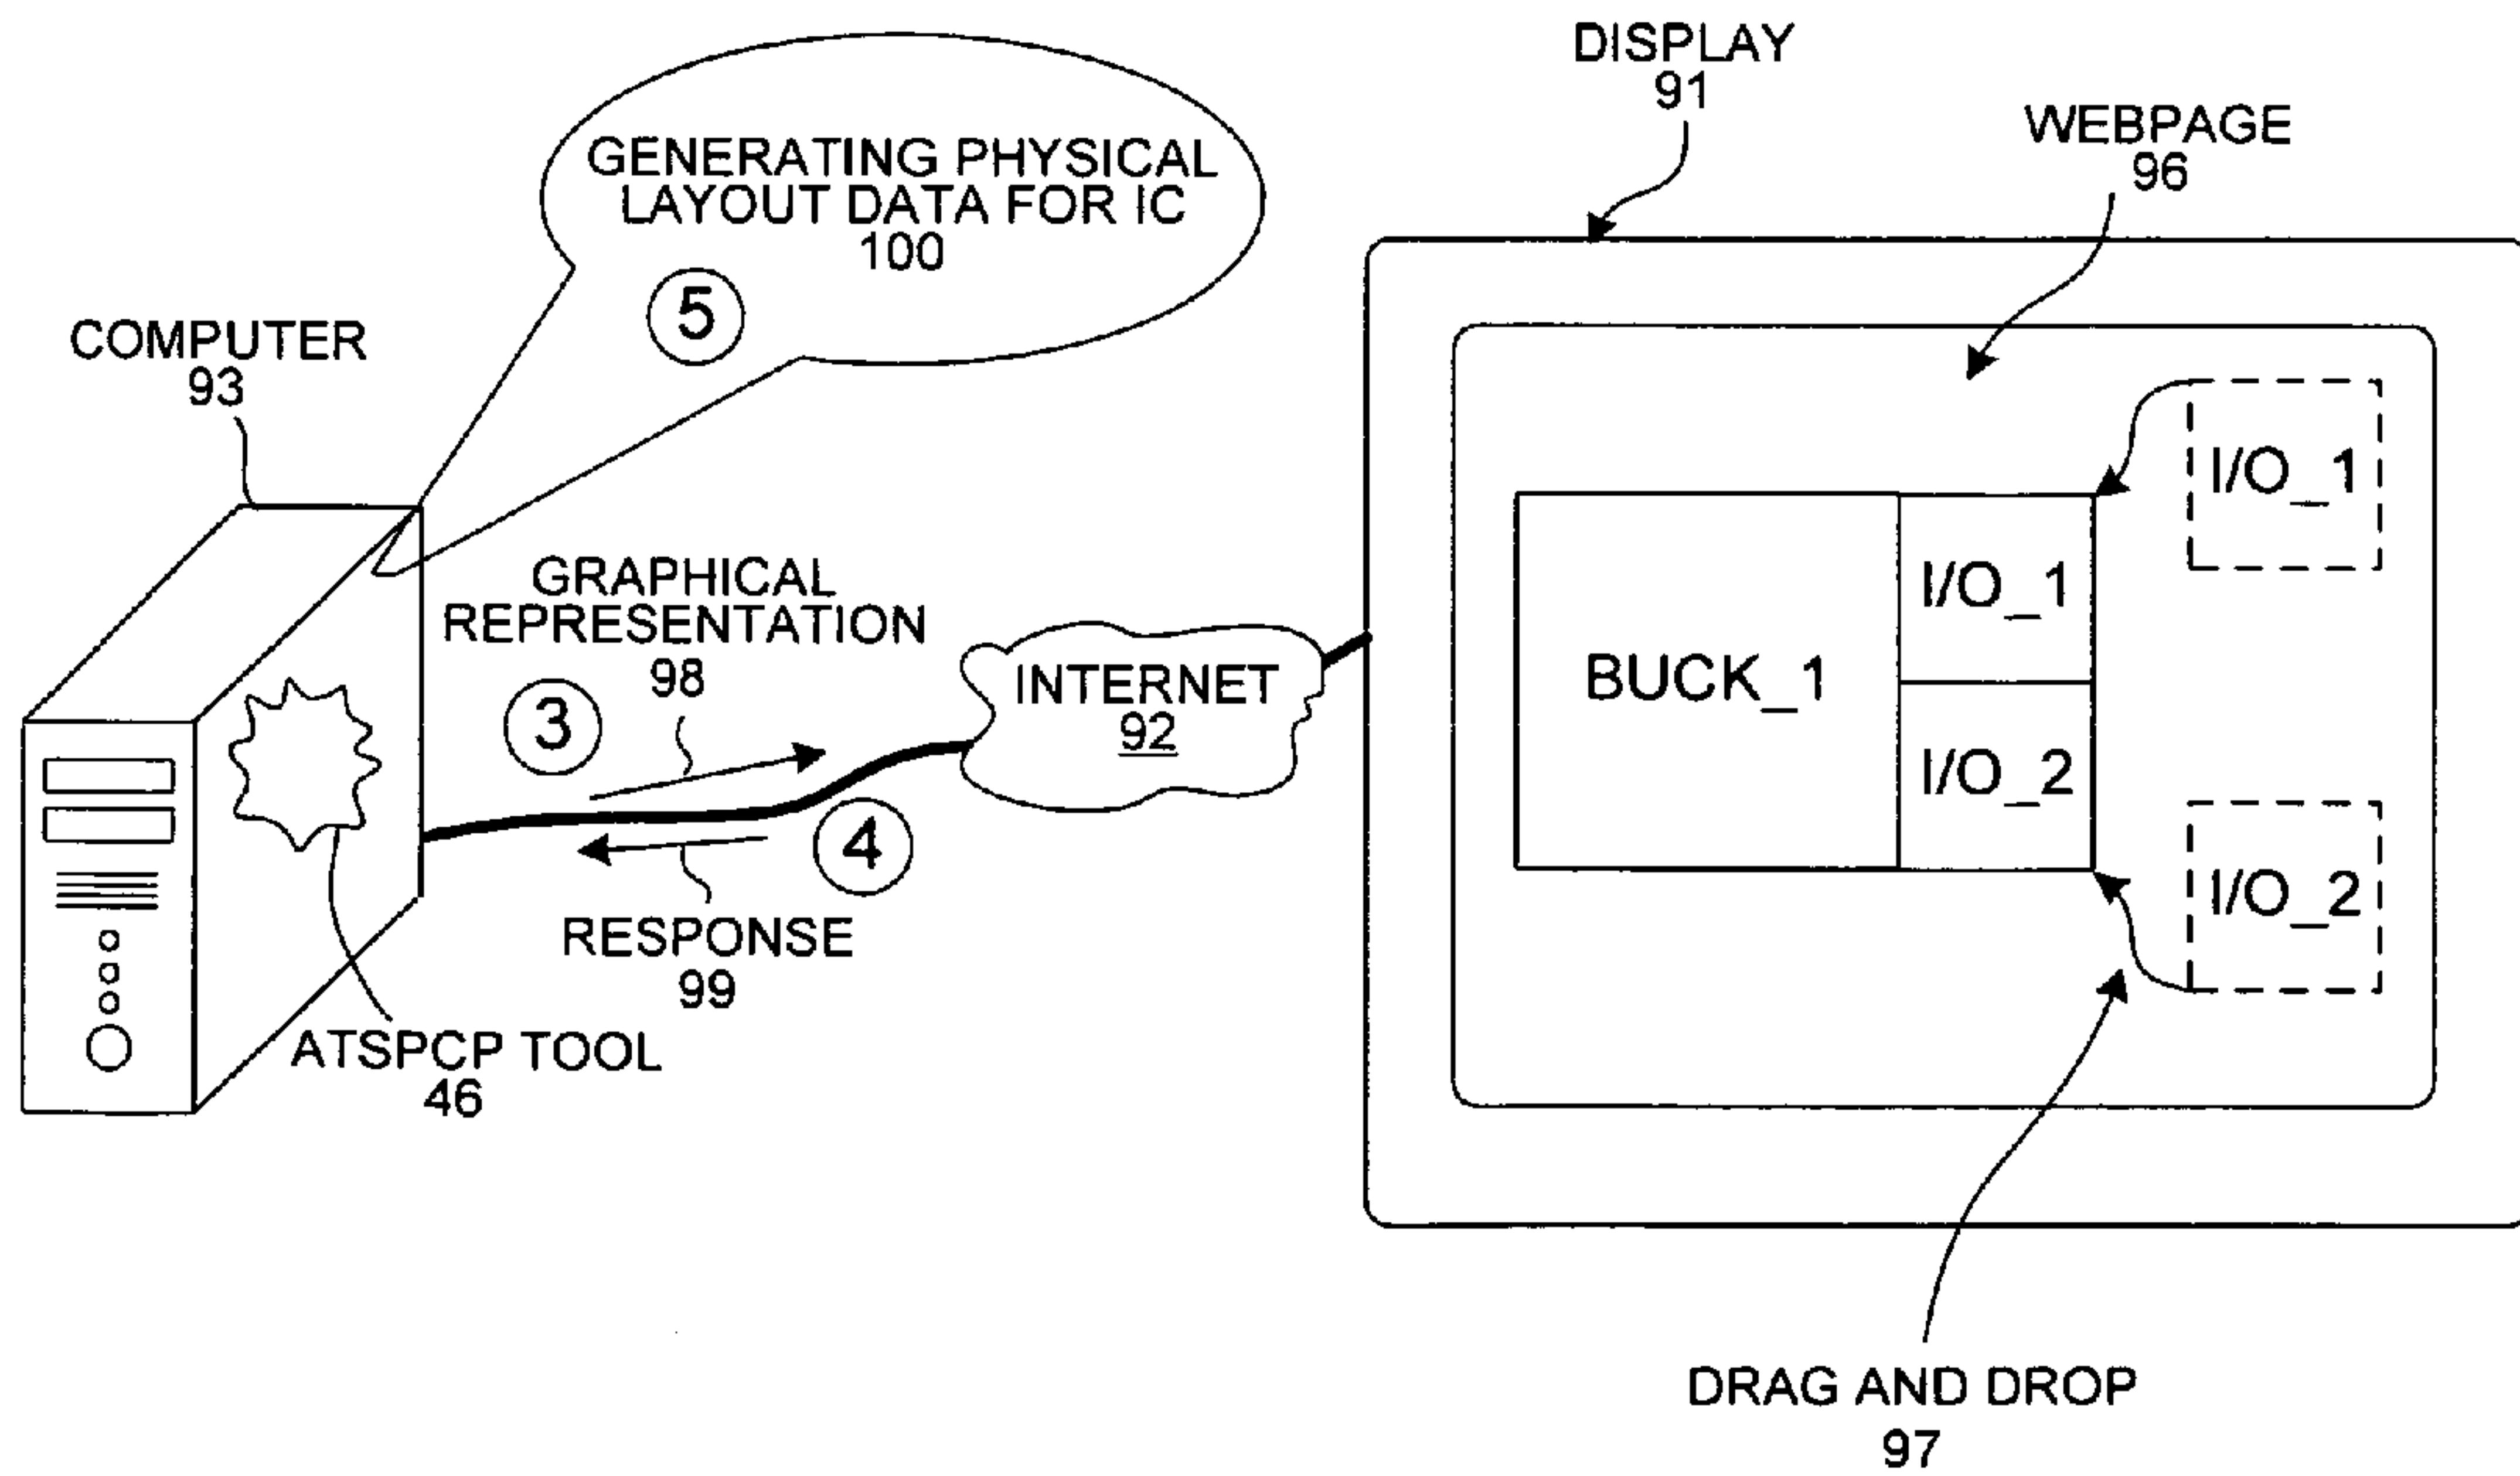 DISPLAY
91
WEBPAGE
96
GENERATING PHYSICAL
LAYOUT DATA FOR IC
100
5
COMPUTER
93
GRAPHICAL
REPRESENTATION
98
3
INTERNET
92
4
RESPONSE
99
ATSPCP TOOL
46
BUCK_1
I/O_1
I/O_2
I/O_1
I/O_2
DRAG AND DROP
97